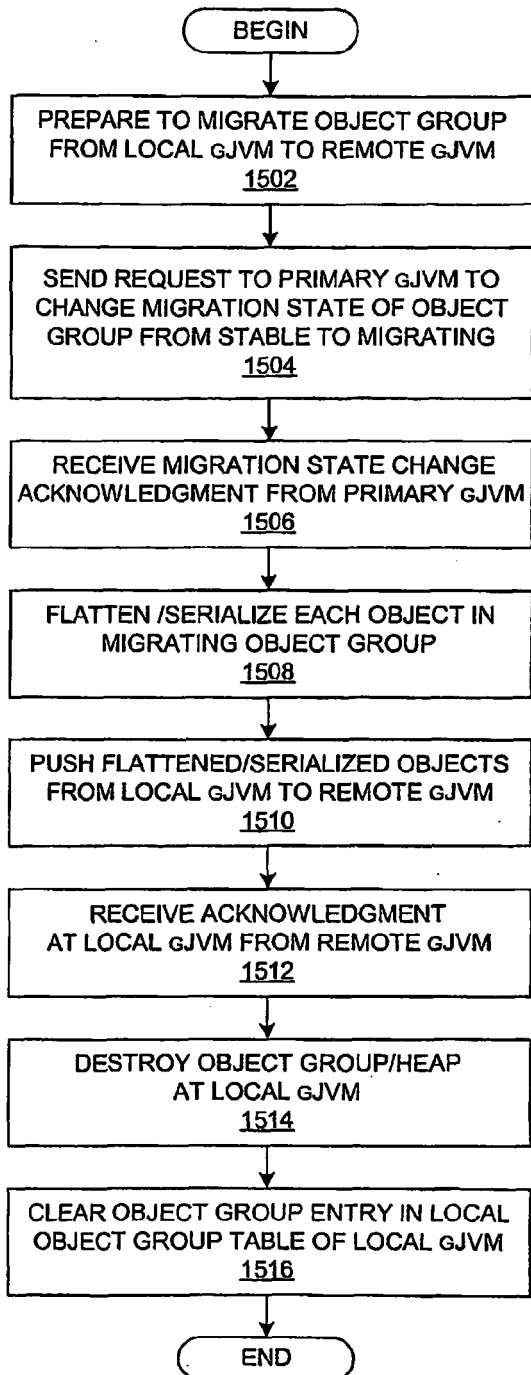 BEGIN
PREPARE TO MIGRATE OBJECT GROUP
FROM LOCAL GJVM TO REMOTE GJVM
1502
SEND REQUEST TO PRIMARY GJVM TO
CHANGE MIGRATION STATE OF OBJECT
GROUP FROM STABLE TO MIGRATING
1504
RECEIVE MIGRATION STATE CHANGE
ACKNOWLEDGMENT FROM PRIMARY GJVM
1506
FLATTEN /SERIALIZE EACH OBJECT IN
MIGRATING OBJECT GROUP
1508
PUSH FLATTENED/SERIALIZED OBJECTS
FROM LOCAL GJVM TO REMOTE GJVM
1510
RECEIVE ACKNOWLEDGMENT
AT LOCAL GJVM FROM REMOTE GJVM
1512
DESTROY OBJECT GROUP/HEAP
AT LOCAL GJVM
1514
CLEAR OBJECT GROUP ENTRY IN LOCAL
OBJECT GROUP TABLE OF LOCAL GJVM
1516
END